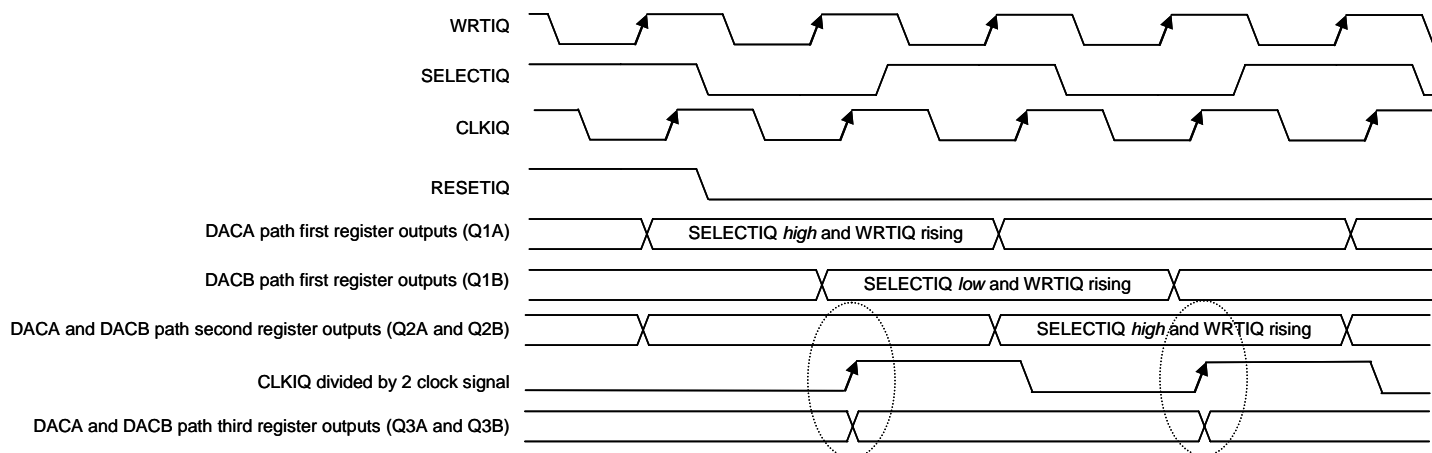 WRTIQ
SELECTIQ
CLKIQ
RESETIQ
DACA path first register outputs (Q1A)
SELECTIQ high and WRTIQ rising
DACB path first register outputs (Q1B)
SELECTIQ low and WRTIQ rising
DACA and DACB path second register outputs (Q2A and Q2B)
SELECTIQ high and WRTIQ rising
CLKIQ divided by 2 clock signal
DACA and DACB path third register outputs (Q3A and Q3B)